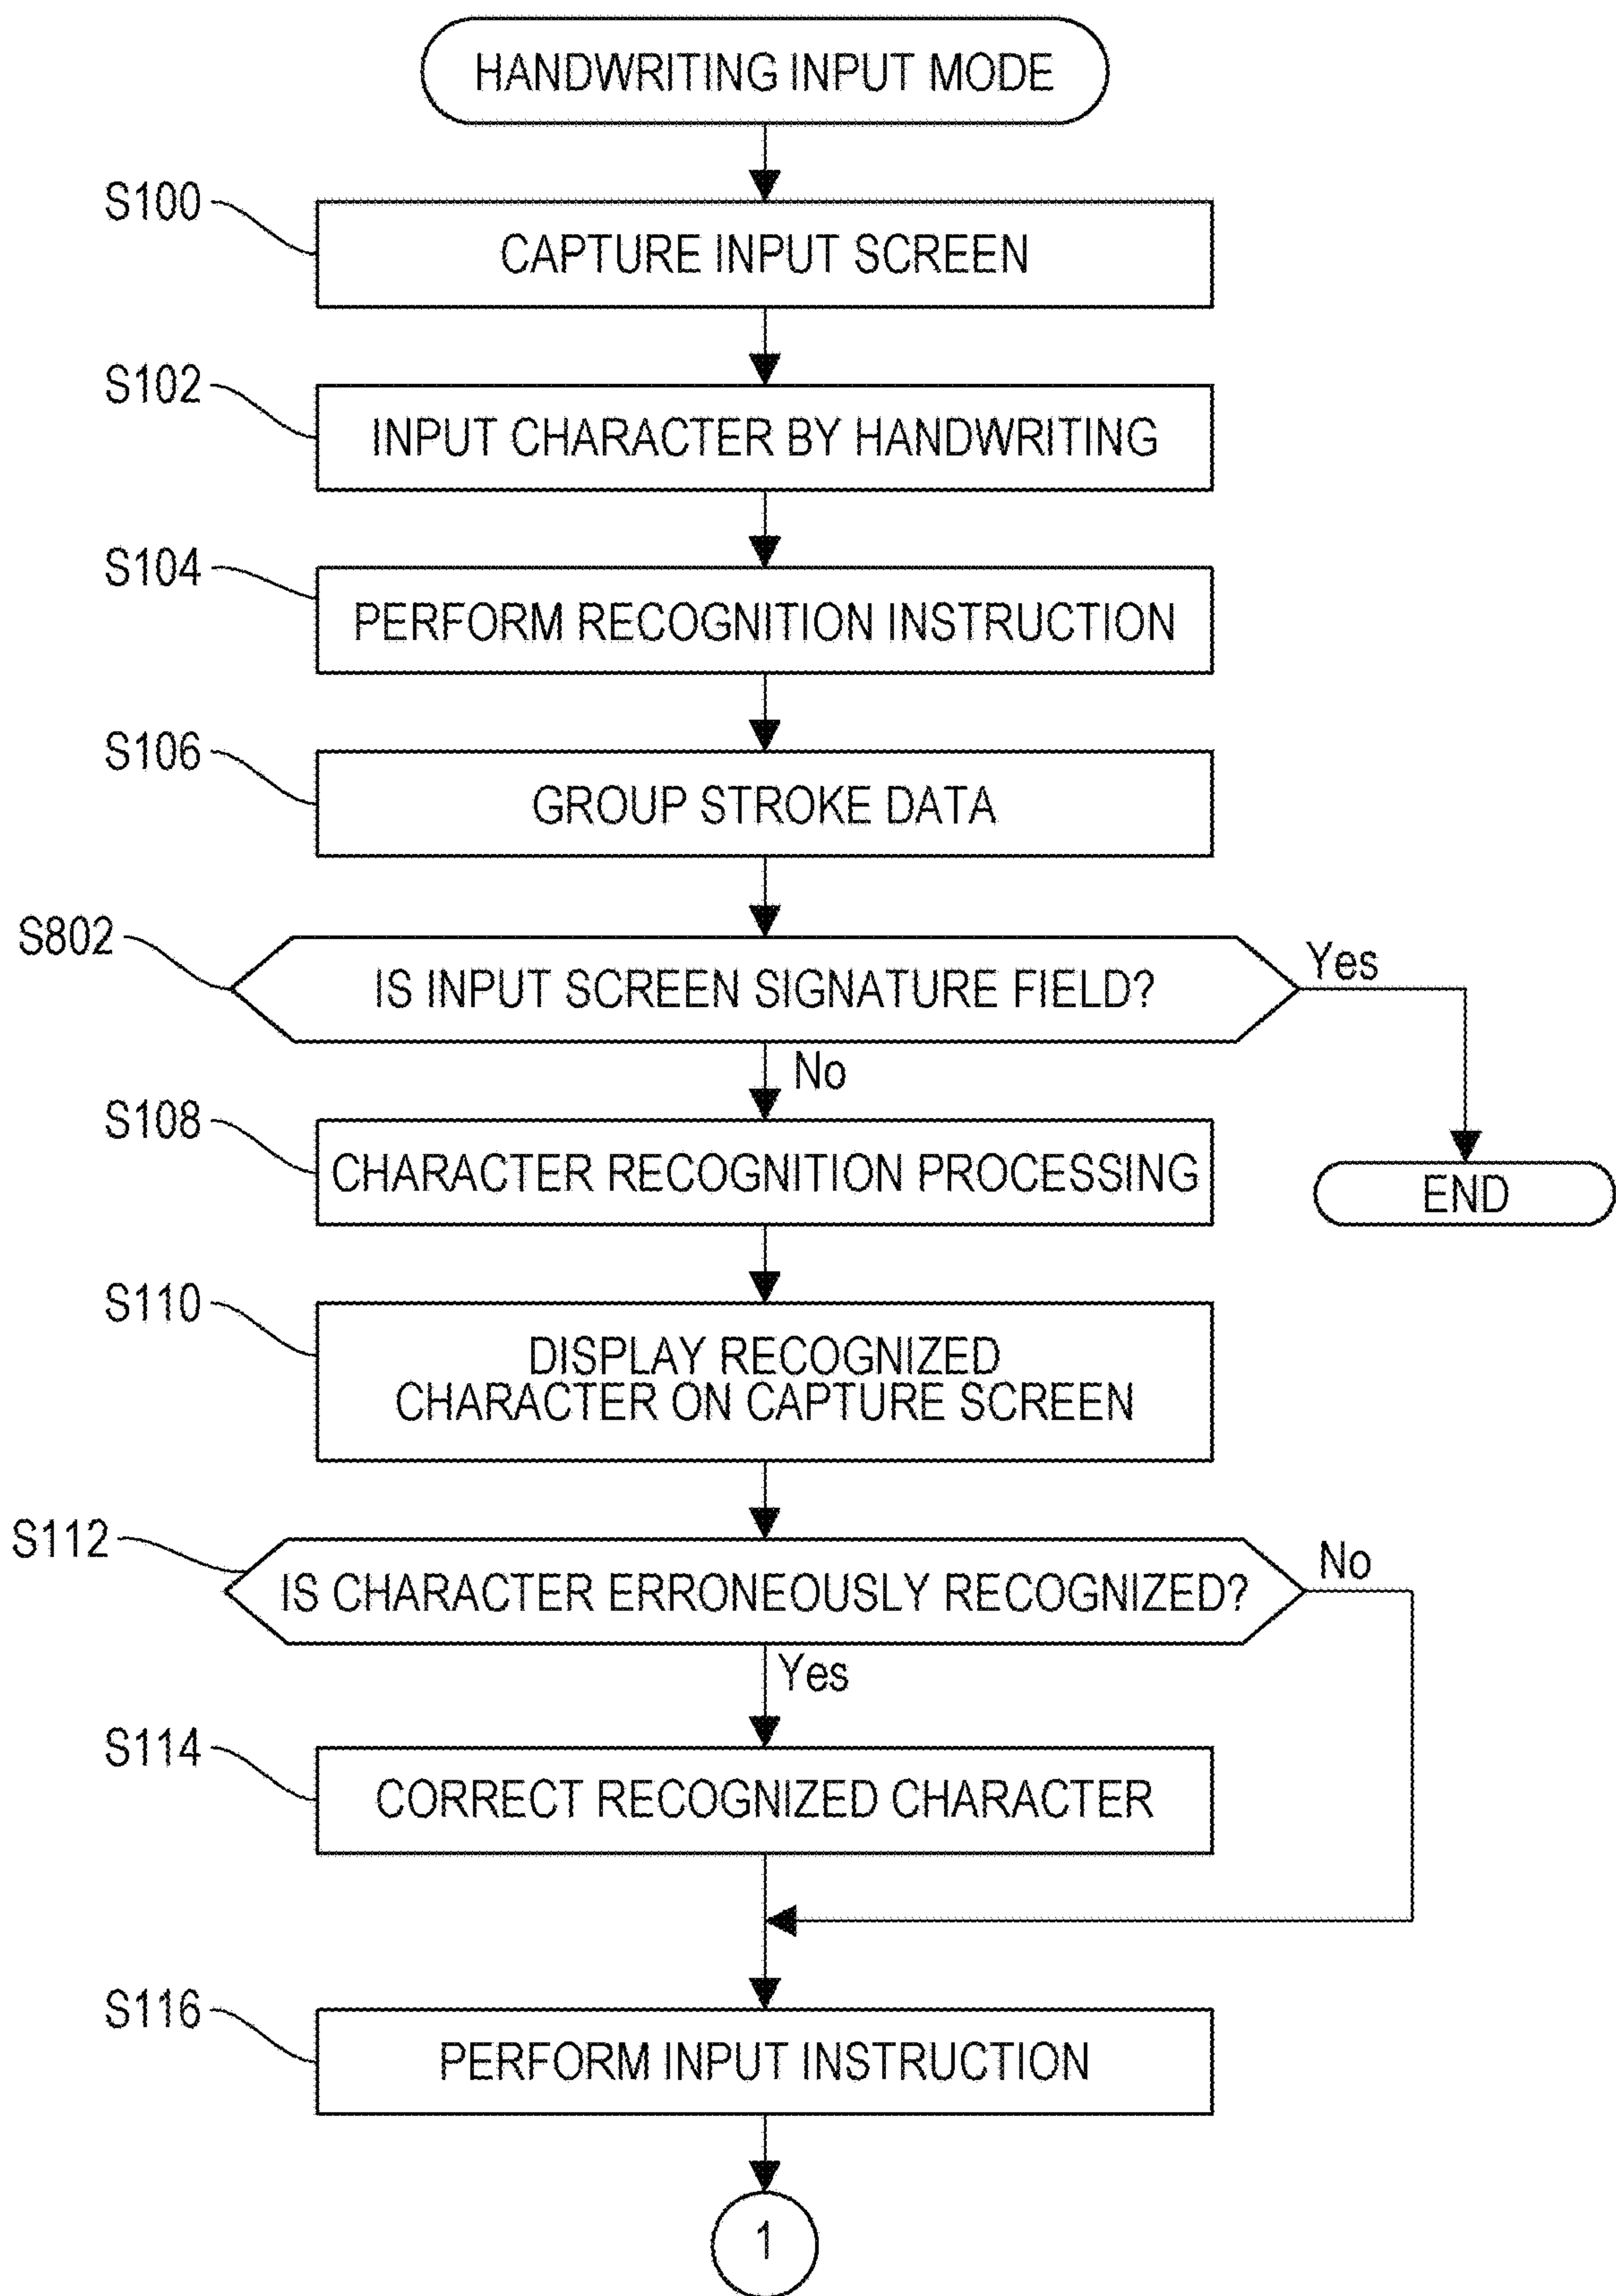 HANDWRITING INPUT MODE
S100
CAPTURE INPUT SCREEN
S102
INPUT CHARACTER BY HANDWRITING
S104
PERFORM RECOGNITION INSTRUCTION
S106
GROUP STROKE DATA
S802
IS INPUT SCREEN SIGNATURE FIELD?
Yes
No
S108
CHARACTER RECOGNITION PROCESSING
END
S110
DISPLAY RECOGNIZED
CHARACTER ON CAPTURE SCREEN
S112
IS CHARACTER ERRONEOUSLY RECOGNIZED?
No
Yes
S114
CORRECT RECOGNIZED CHARACTER
S116
PERFORM INPUT INSTRUCTION
1